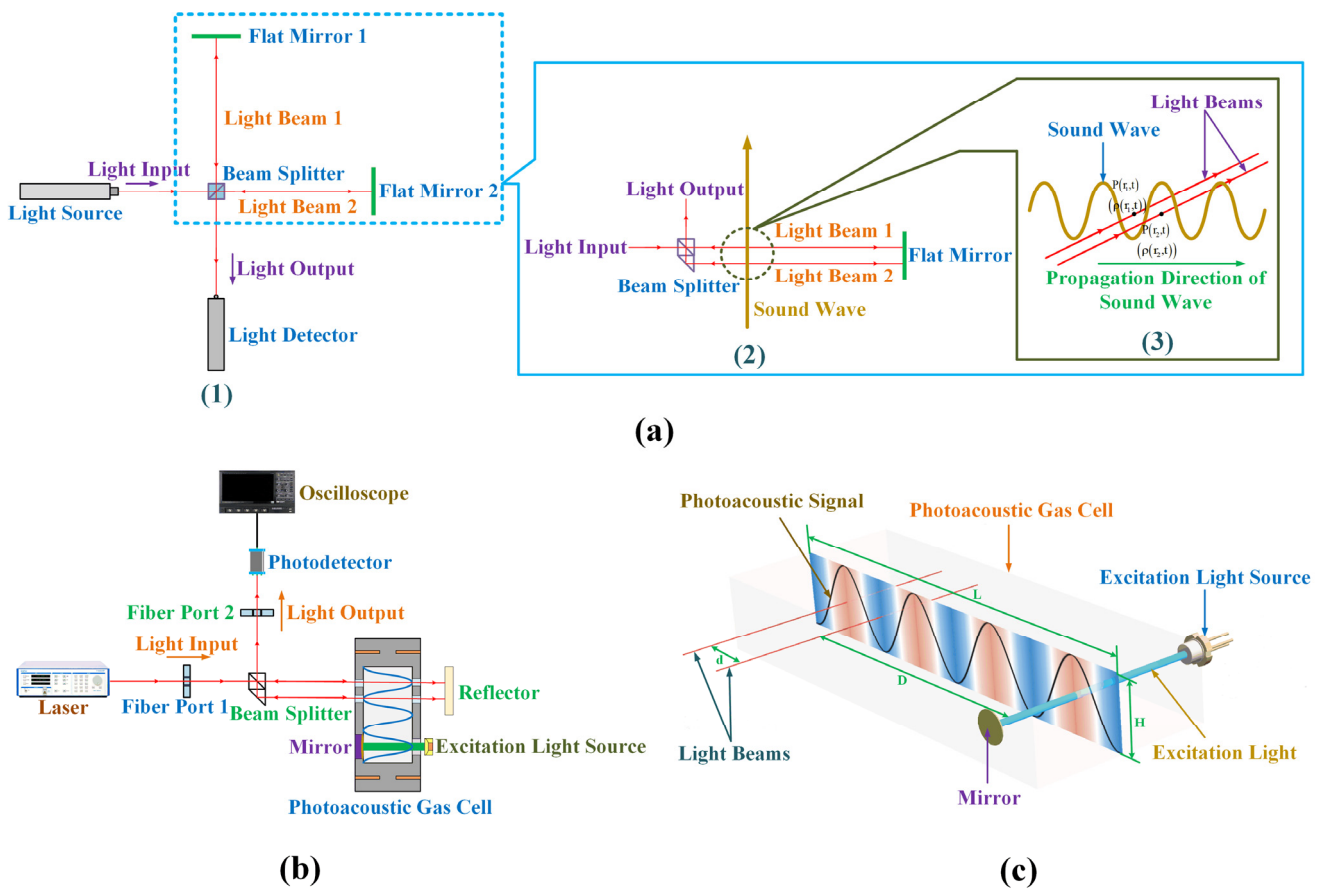 Flat Mirror 1
Light Beam 1
Light Input
Beam Splitter
Flat Mirror 2
Light Source
Light Beam 2
Light Output
Light Detector
(1)
Light Output
Light Input
Light Beam 1
Flat Mirror
Light Beam 2
Beam Splitter
Sound Wave
(2)
Light Beams
Sound Wave
P(r₁,t)
(ρ(r₁,t))
P(r₂,t)
(ρ(r₂,t))
Propagation Direction of
Sound Wave
(3)
(a)
Oscilloscope
Photodetector
Fiber Port 2
Light Output
Light Input
Laser
Fiber Port 1
Beam Splitter
Reflector
Mirror
Excitation Light Source
Photoacoustic Gas Cell
(b)
Photoacoustic Signal
Photoacoustic Gas Cell
Excitation Light Source
L
d
D
H
Light Beams
Excitation Light
Mirror
(c)